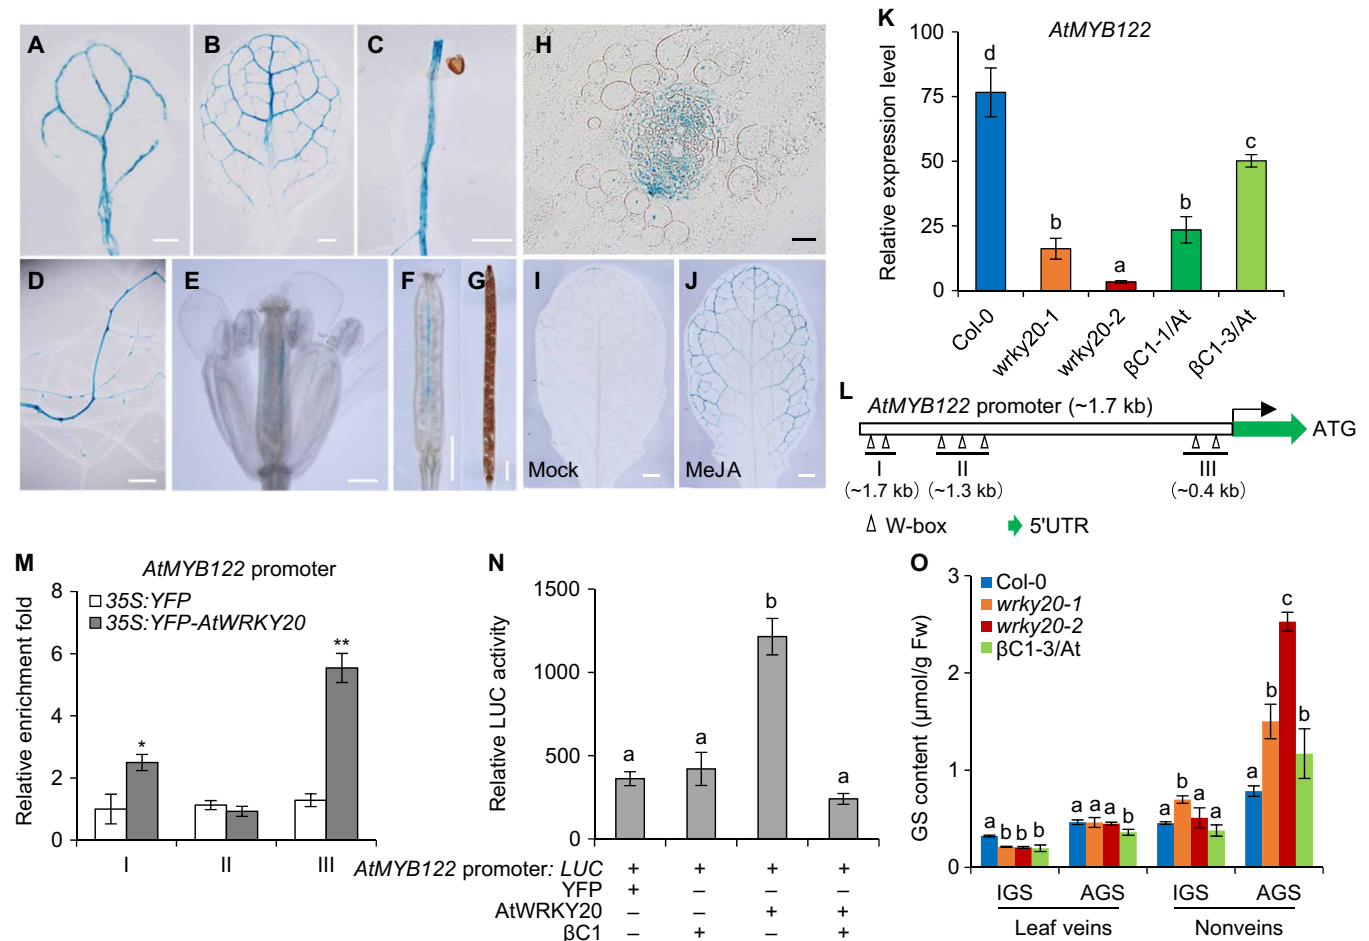 A
B
C
H
D
E
F
G
I
J
Mock
MeJA
K
AtMYB122
Relative expression level
100
75
50
25
0
d
b
a
b
c
Col-0
wrky20-1
wrky20-2
βC1-1/At
βC1-3/At
L
AtMYB122 promoter (~1.7 kb)
ATG
I
II
III
(~1.7 kb)
(~1.3 kb)
(~0.4 kb)
W-box
5'UTR
M
AtMYB122 promoter
35S:YFP
35S:YFP-AtWRKY20
Relative enrichment fold
8
6
4
2
0
*
**
I
II
III
N
Relative LUC activity
1500
1000
500
0
a
a
b
a
AtMYB122 promoter: LUC + + + +
YFP + – – –
AtWRKY20 – – + +
βC1 – + – +
O
Col-0
wrky20-1
wrky20-2
βC1-3/At
GS content (μmol/g Fw)
3
2
1
0
a b b b
a a a b
a b a a
a b c b
IGS
AGS
IGS
AGS
Leaf veins
Nonveins